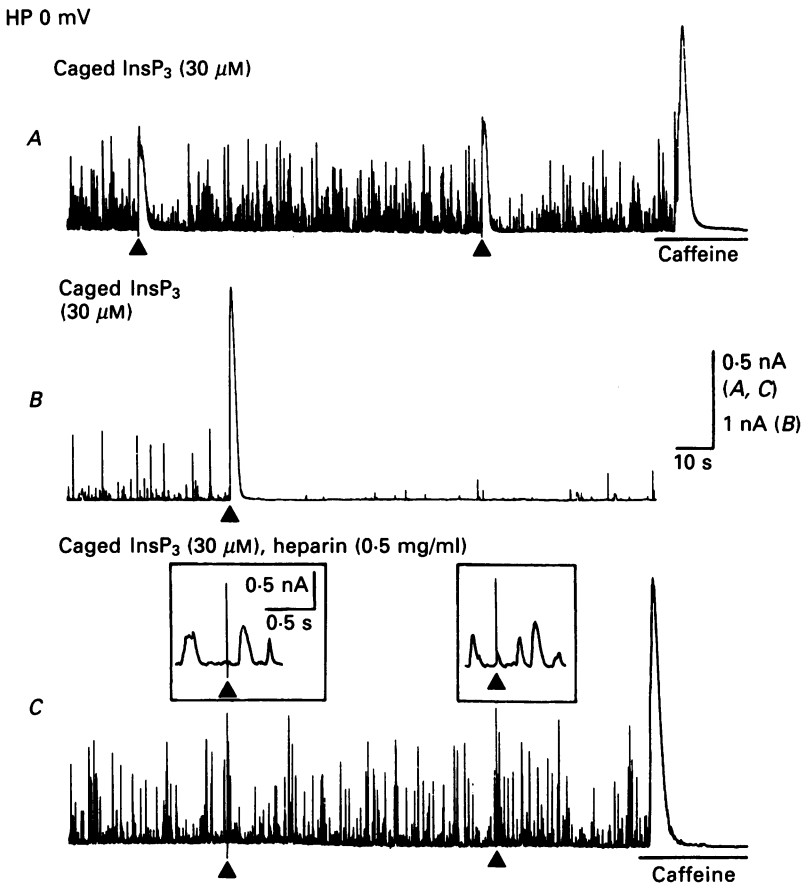 HP 0 mV
Caged InsP₃ (30 μM)
A
Caffeine
Caged InsP₃
(30 μM)
B
0·5 nA
(A, C)
1 nA (B)
10 s
Caged InsP₃ (30 μM), heparin (0·5 mg/ml)
0·5 nA
0·5 s
C
Caffeine